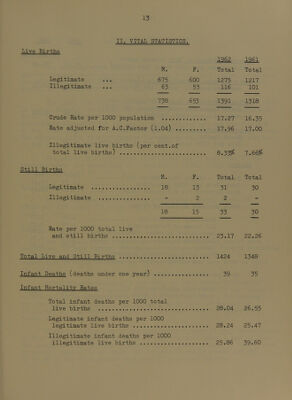 13
II. VITAL STATISTICS.
Live Births
1962 1961
M. F. Total Total
Legitimate ... 675 600 1275 1217
Illegitimate ... 63 53 116 101
738 653 1391 1318
Crude Rate per 1000 population ............ 17.27 16.35
Rate adjusted for A.C.Factor (1.04) ......... 17.96 17.00
Illegitimate live births (per cent.of
total live births) ...................... 8.33% 7.66%
Still Births
M. F. Total Total
Legitimate .................. 18 13 31 30
Illegitimate ................ - 2 2 -
18 15 33 30
Rate per 1000 total live
and still births ...................... 23.17 22.26
Total Live and Still Births ................ 1424 1348
Infant Deaths (deaths under one year) ............... 39 35
Infant Mortality Rates
Total infant deaths per 1000 total
live births ........................... 28.04 26.55
Legitimate infant deaths per 1000
legitimate live births ................ 28.24 25.47
Illegitimate infant deaths per 1000
illegitimate live births .............. 25.86 39.60